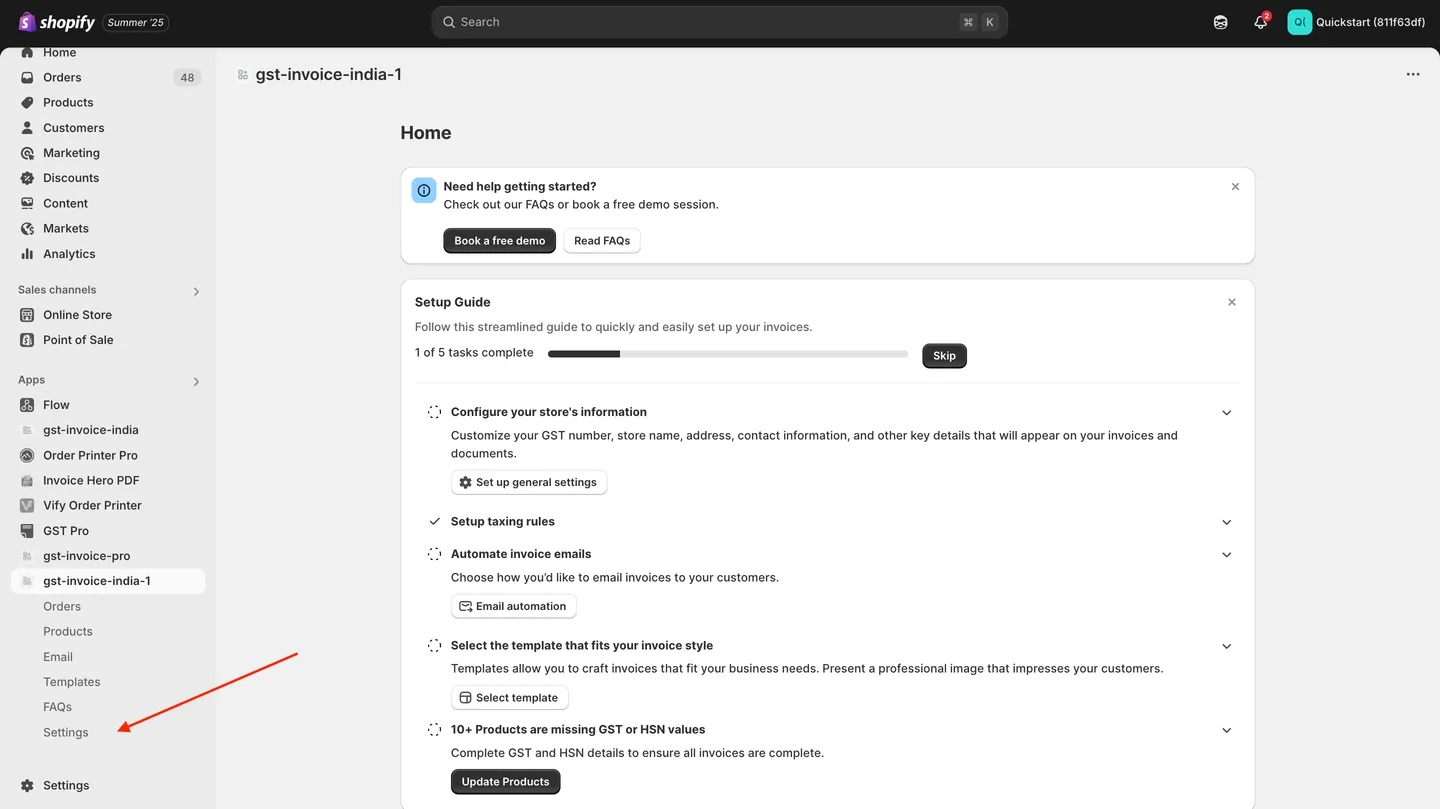 shopify Summer '25
Search ⌘ K
2
Q( Quickstart (811f63df)
Home
Orders 48
Products
Customers
Marketing
Discounts
Content
Markets
Analytics
Sales channels
Online Store
Point of Sale
Apps
Flow
gst-invoice-india
Order Printer Pro
Invoice Hero PDF
Vify Order Printer
GST Pro
gst-invoice-pro
gst-invoice-india-1
Orders
Products
Email
Templates
FAQs
Settings
Settings
gst-invoice-india-1
Home
Need help getting started?
Check out our FAQs or book a free demo session.
Book a free demo Read FAQs
Setup Guide
Follow this streamlined guide to quickly and easily set up your invoices.
1 of 5 tasks complete Skip
Configure your store's information
Customize your GST number, store name, address, contact information, and other key details that will appear on your invoices and
documents.
Set up general settings
Setup taxing rules
Automate invoice emails
Choose how you’d like to email invoices to your customers.
Email automation
Select the template that fits your invoice style
Templates allow you to craft invoices that fit your business needs. Present a professional image that impresses your customers.
Select template
10+ Products are missing GST or HSN values
Complete GST and HSN details to ensure all invoices are complete.
Update Products